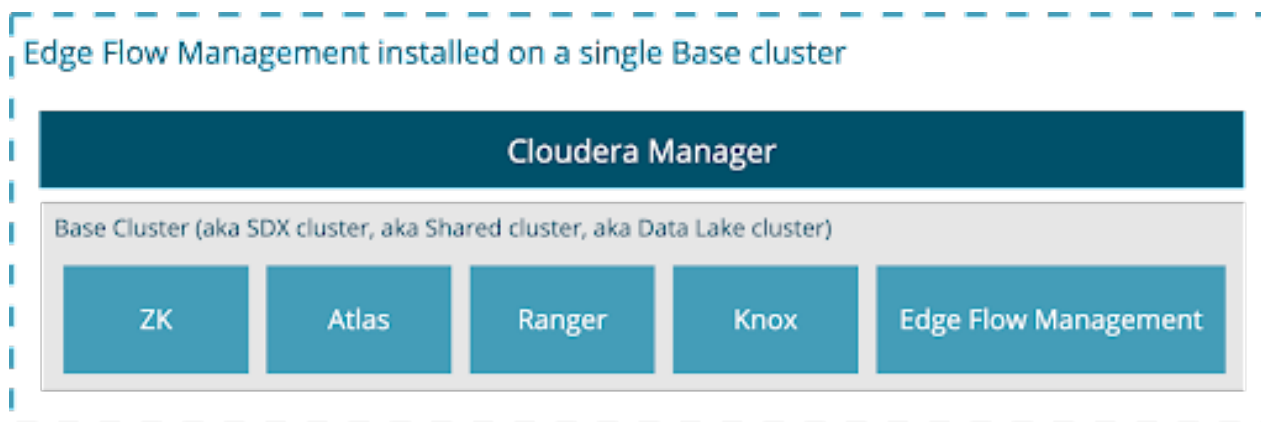 Edge Flow Management installed on a single Base cluster
Cloudera Manager
Base Cluster (aka SDX cluster, aka Shared cluster, aka Data Lake cluster)
ZK Atlas Ranger Knox Edge Flow Management